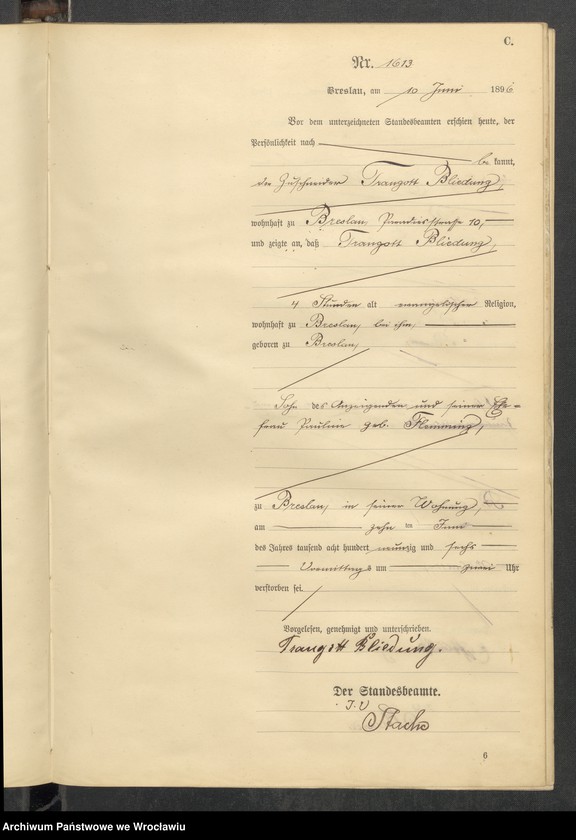 C.
Nr. 1613
Breslau, am 10 Juni 1896
Vor dem unterzeichneten Standesbeamten erschien heute, der
Persönlichkeit nach
be kannt,
der Zuschneider Traugott Bliedung,
wohnhaft zu Breslau, Paradiesstraße 10,
und zeigte an, daß Traugott Bliedung,
4 Stunden alt evangelischer Religion,
wohnhaft zu Breslau, bei ihm,
geboren zu Breslau,
Sohn des Anzeigenden und seiner Ehe-
frau Pauline geb. Flemming,
zu Breslau, in seiner Wohnung,
am zehn ten Juni
des Jahres tausend acht hundert neunzig und sechs
Vormittags um zwei Uhr
verstorben sei.
Vorgelesen, genehmigt und unterschrieben.
Traugott Bliedung.
Der Standesbeamte.
I. V
6
Archiwum Państwowe we Wrocławiu